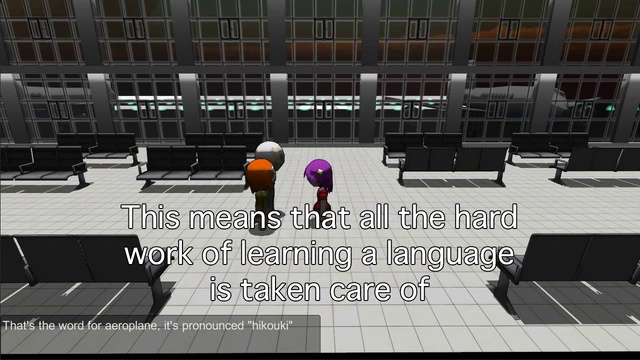 This means that all the hard
work of learning a language
is taken care of
That's the word for aeroplane, it's pronounced "hikouki"